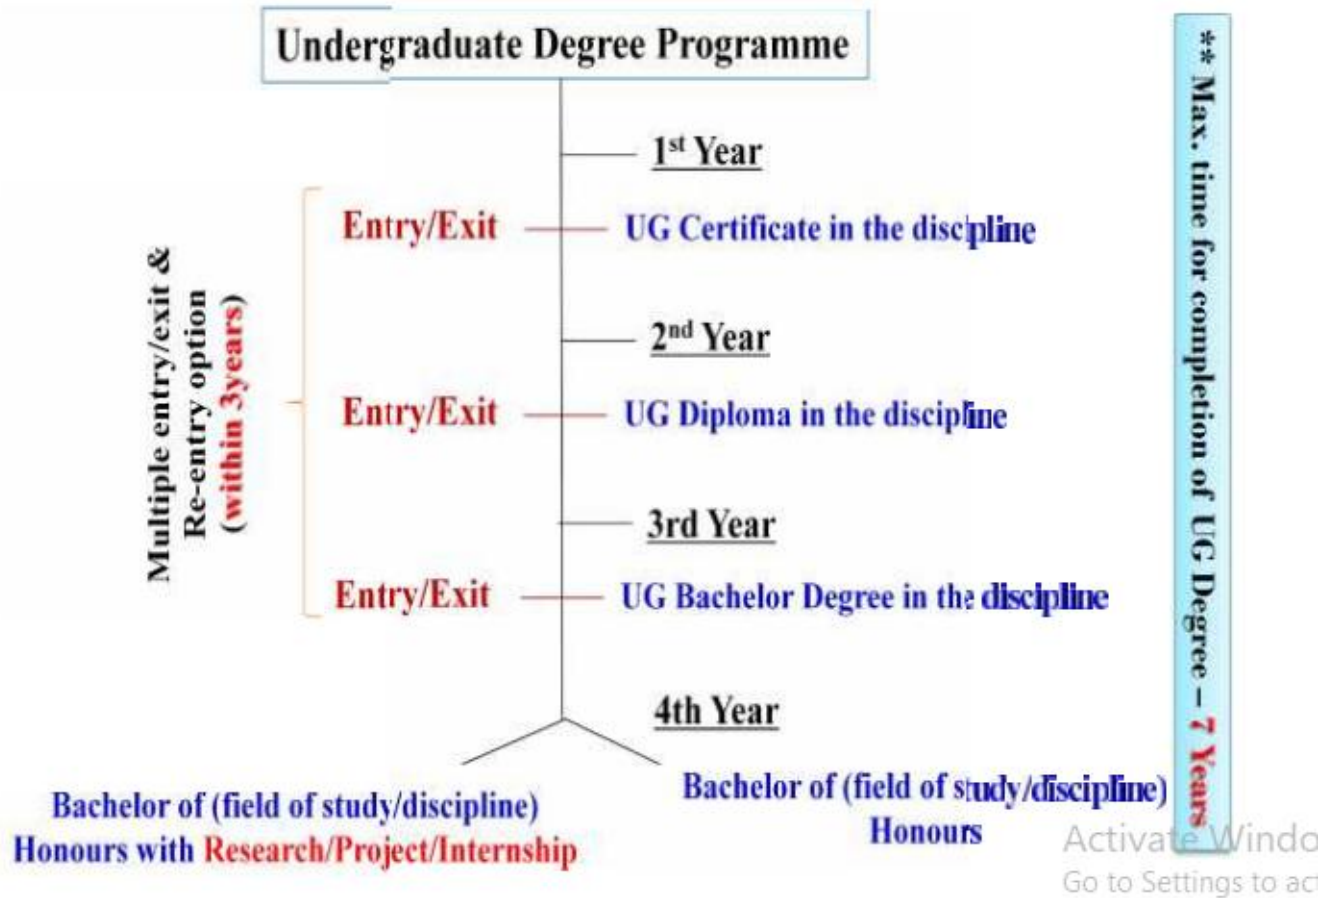 Undergraduate Degree Programme
1st Year
Entry/Exit
UG Certificate in the discipline
2nd Year
Entry/Exit
UG Diploma in the discipline
3rd Year
Entry/Exit
UG Bachelor Degree in the discipline
4th Year
Bachelor of (field of study/discipline)
Honours with Research/Project/Internship
Bachelor of (field of study/discipline)
Honours
Multiple entry/exit &
Re-entry option
(within 3years)
** Max. time for completion of UG Degree – 7 Years
Activate Windo
Go to Settings to act